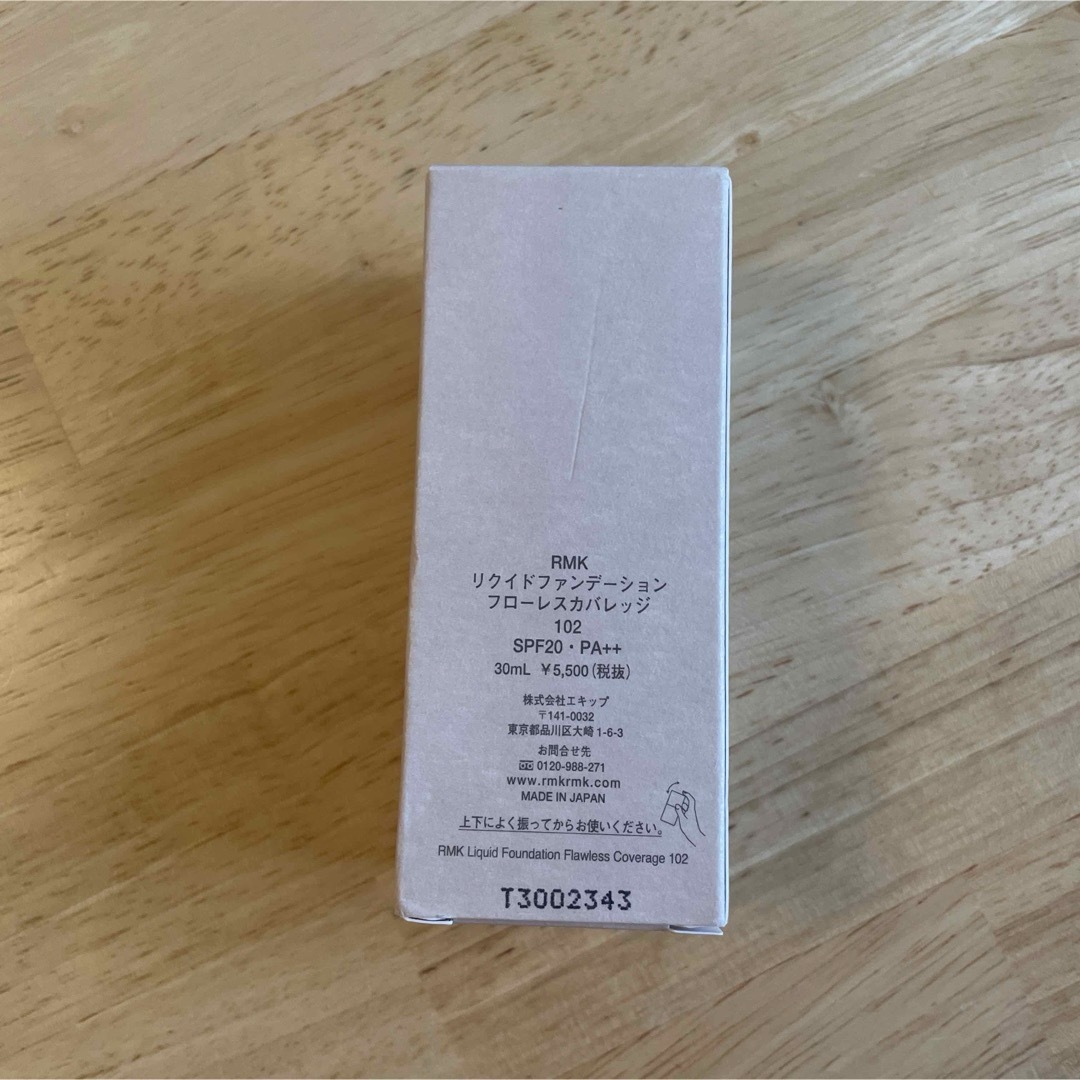 RMK
リクイドファンデーション
フローレスカバレッジ
102
SPF20・PA++
30mL ￥5,500(税抜)
株式会社エキップ
〒141-0032
東京都品川区大崎1-6-3
お問合せ先
0120-988-271
www.rmkrmk.com
MADE IN JAPAN
上下によく振ってからお使いください。
RMK Liquid Foundation Flawless Coverage 102
T3002343